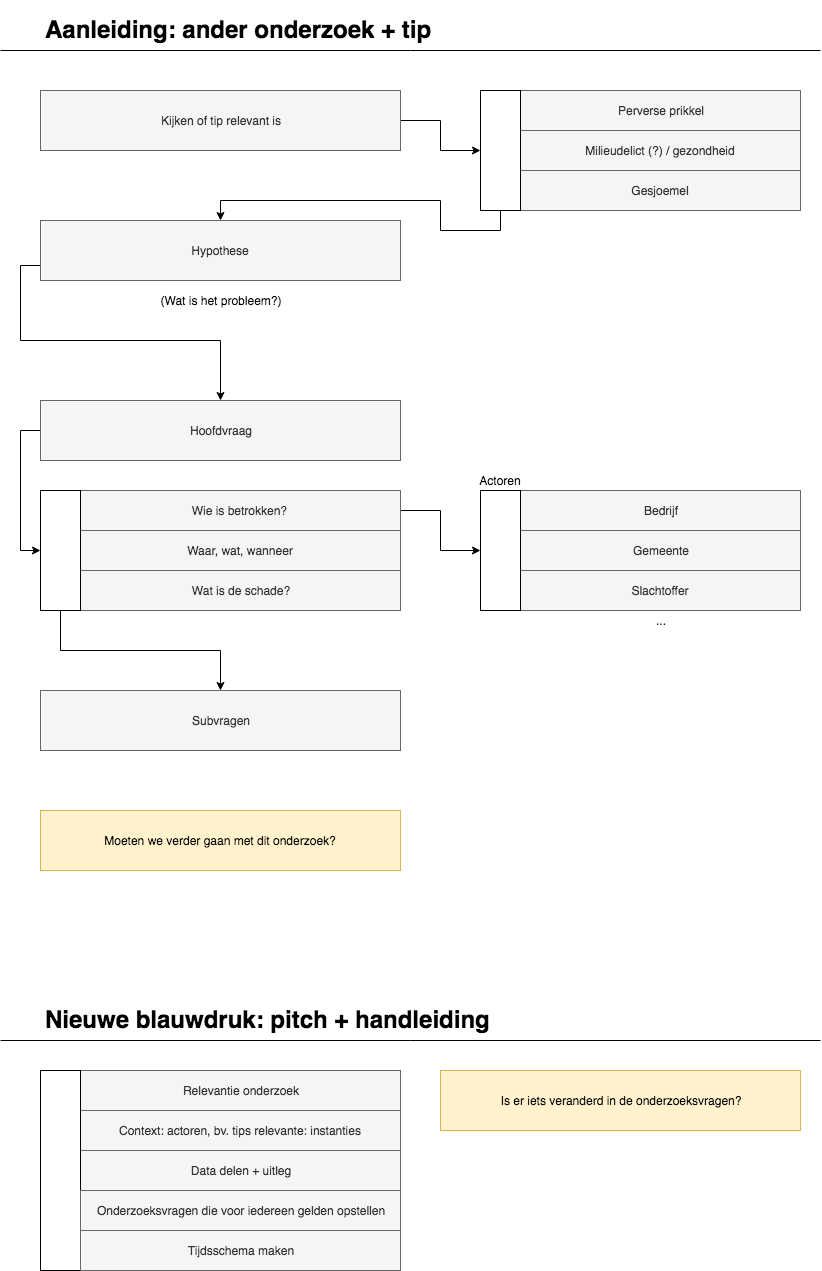 Aanleiding: ander onderzoek + tip
Kijken of tip relevant is
Perverse prikkel
Milieudelict (?) / gezondheid
Gesjoemel
Hypothese
(Wat is het probleem?)
Hoofdvraag
Actoren
Wie is betrokken?
Waar, wat, wanneer
Wat is de schade?
Bedrijf
Gemeente
Slachtoffer
...
Subvragen
Moeten we verder gaan met dit onderzoek?
Nieuwe blauwdruk: pitch + handleiding
Relevantie onderzoek
Context: actoren, bv. tips relevante: instanties
Data delen + uitleg
Onderzoeksvragen die voor iedereen gelden opstellen
Tijdsschema maken
Is er iets veranderd in de onderzoeksvragen?